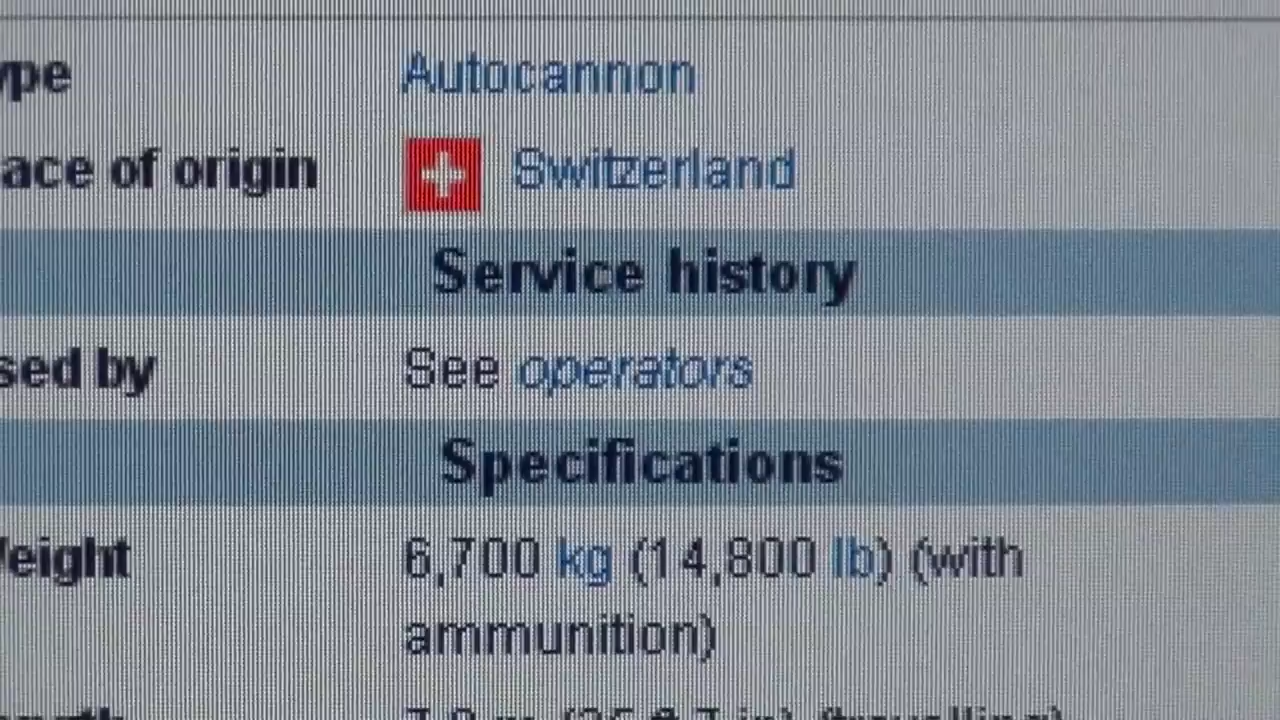 ype Autocannon
ace of origin Switzerland
Service history
sed by See operators
Specifications
eight 6,700 kg (14,800 lb) (with
ammunition)